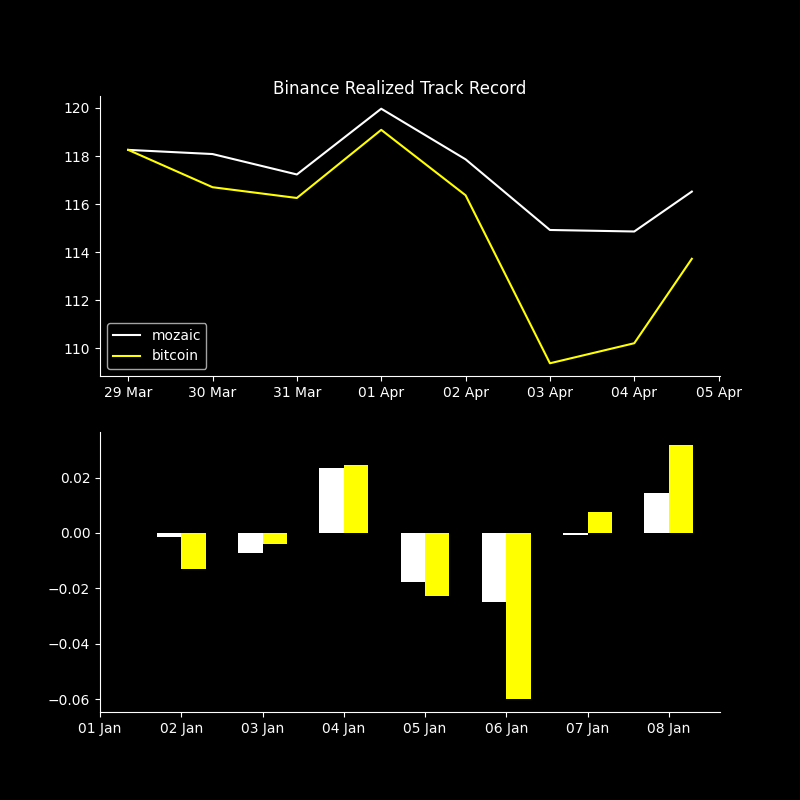 Binance Realized Track Record
120
118
116
114
112
110
mozaic
bitcoin
29 Mar 30 Mar 31 Mar 01 Apr 02 Apr 03 Apr 04 Apr 05 Apr
0.02
0.00
−0.02
−0.04
−0.06
01 Jan 02 Jan 03 Jan 04 Jan 05 Jan 06 Jan 07 Jan 08 Jan